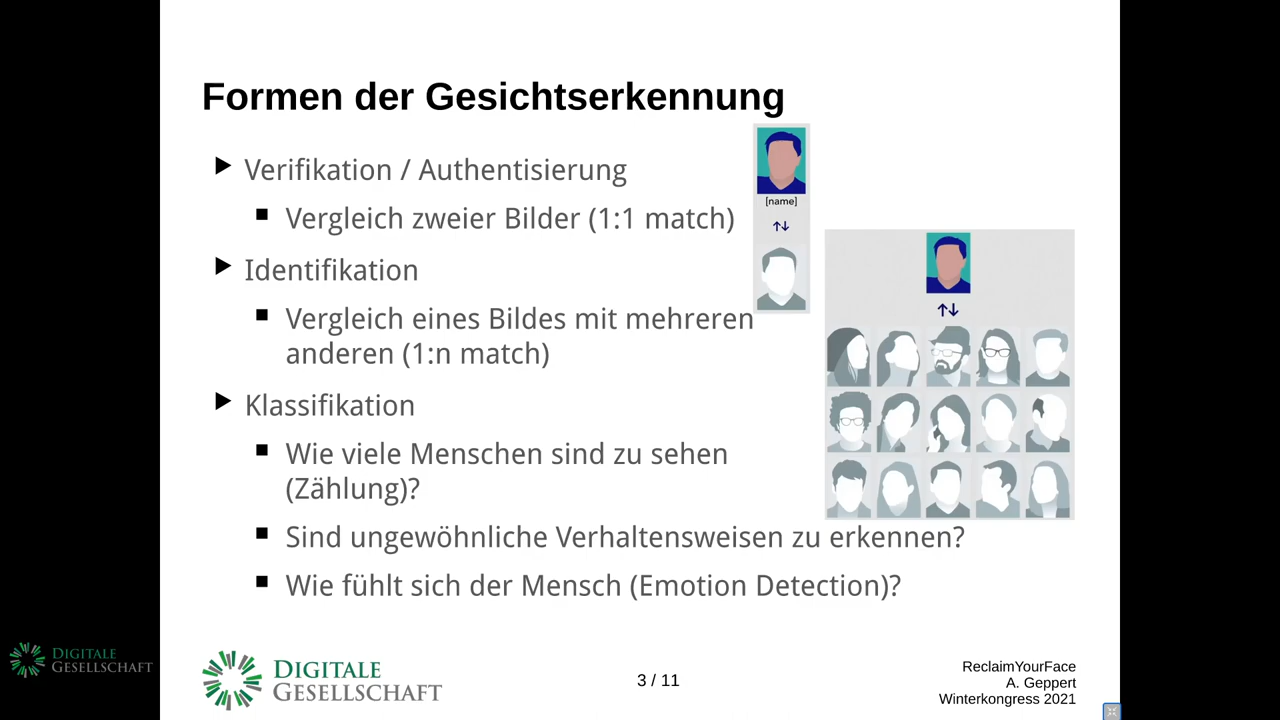 Formen der Gesichtserkennung
Verifikation / Authentisierung
Vergleich zweier Bilder (1:1 match)
[name]
Identifikation
Vergleich eines Bildes mit mehreren
anderen (1:n match)
Klassifikation
Wie viele Menschen sind zu sehen
(Zählung)?
Sind ungewöhnliche Verhaltensweisen zu erkennen?
Wie fühlt sich der Mensch (Emotion Detection)?
DIGITALE
GESELLSCHAFT
DIGITALE
GESELLSCHAFT
3 / 11
ReclaimYourFace
A. Geppert
Winterkongress 2021